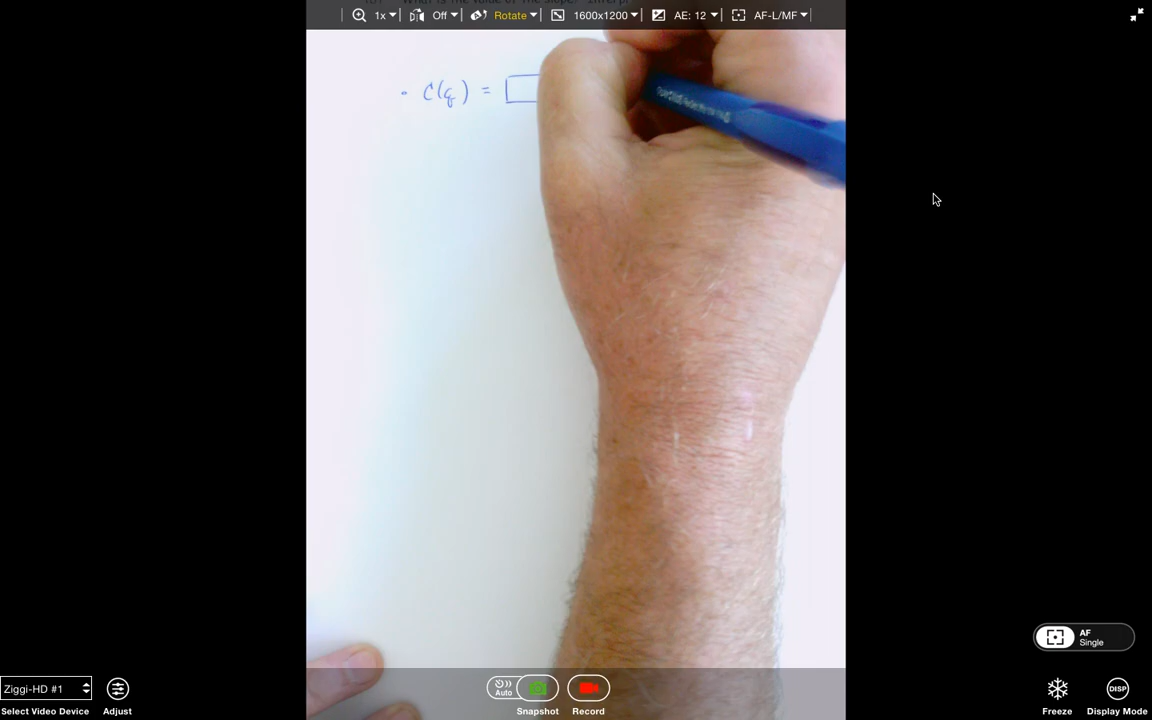 1x Off Rotate 1600x1200 AE: 12 AF-L/MF
• C(q) =
AF
Single
Ziggi-HD #1
Select Video Device
Adjust
Auto
Snapshot
Record
Freeze
DISP
Display Mode